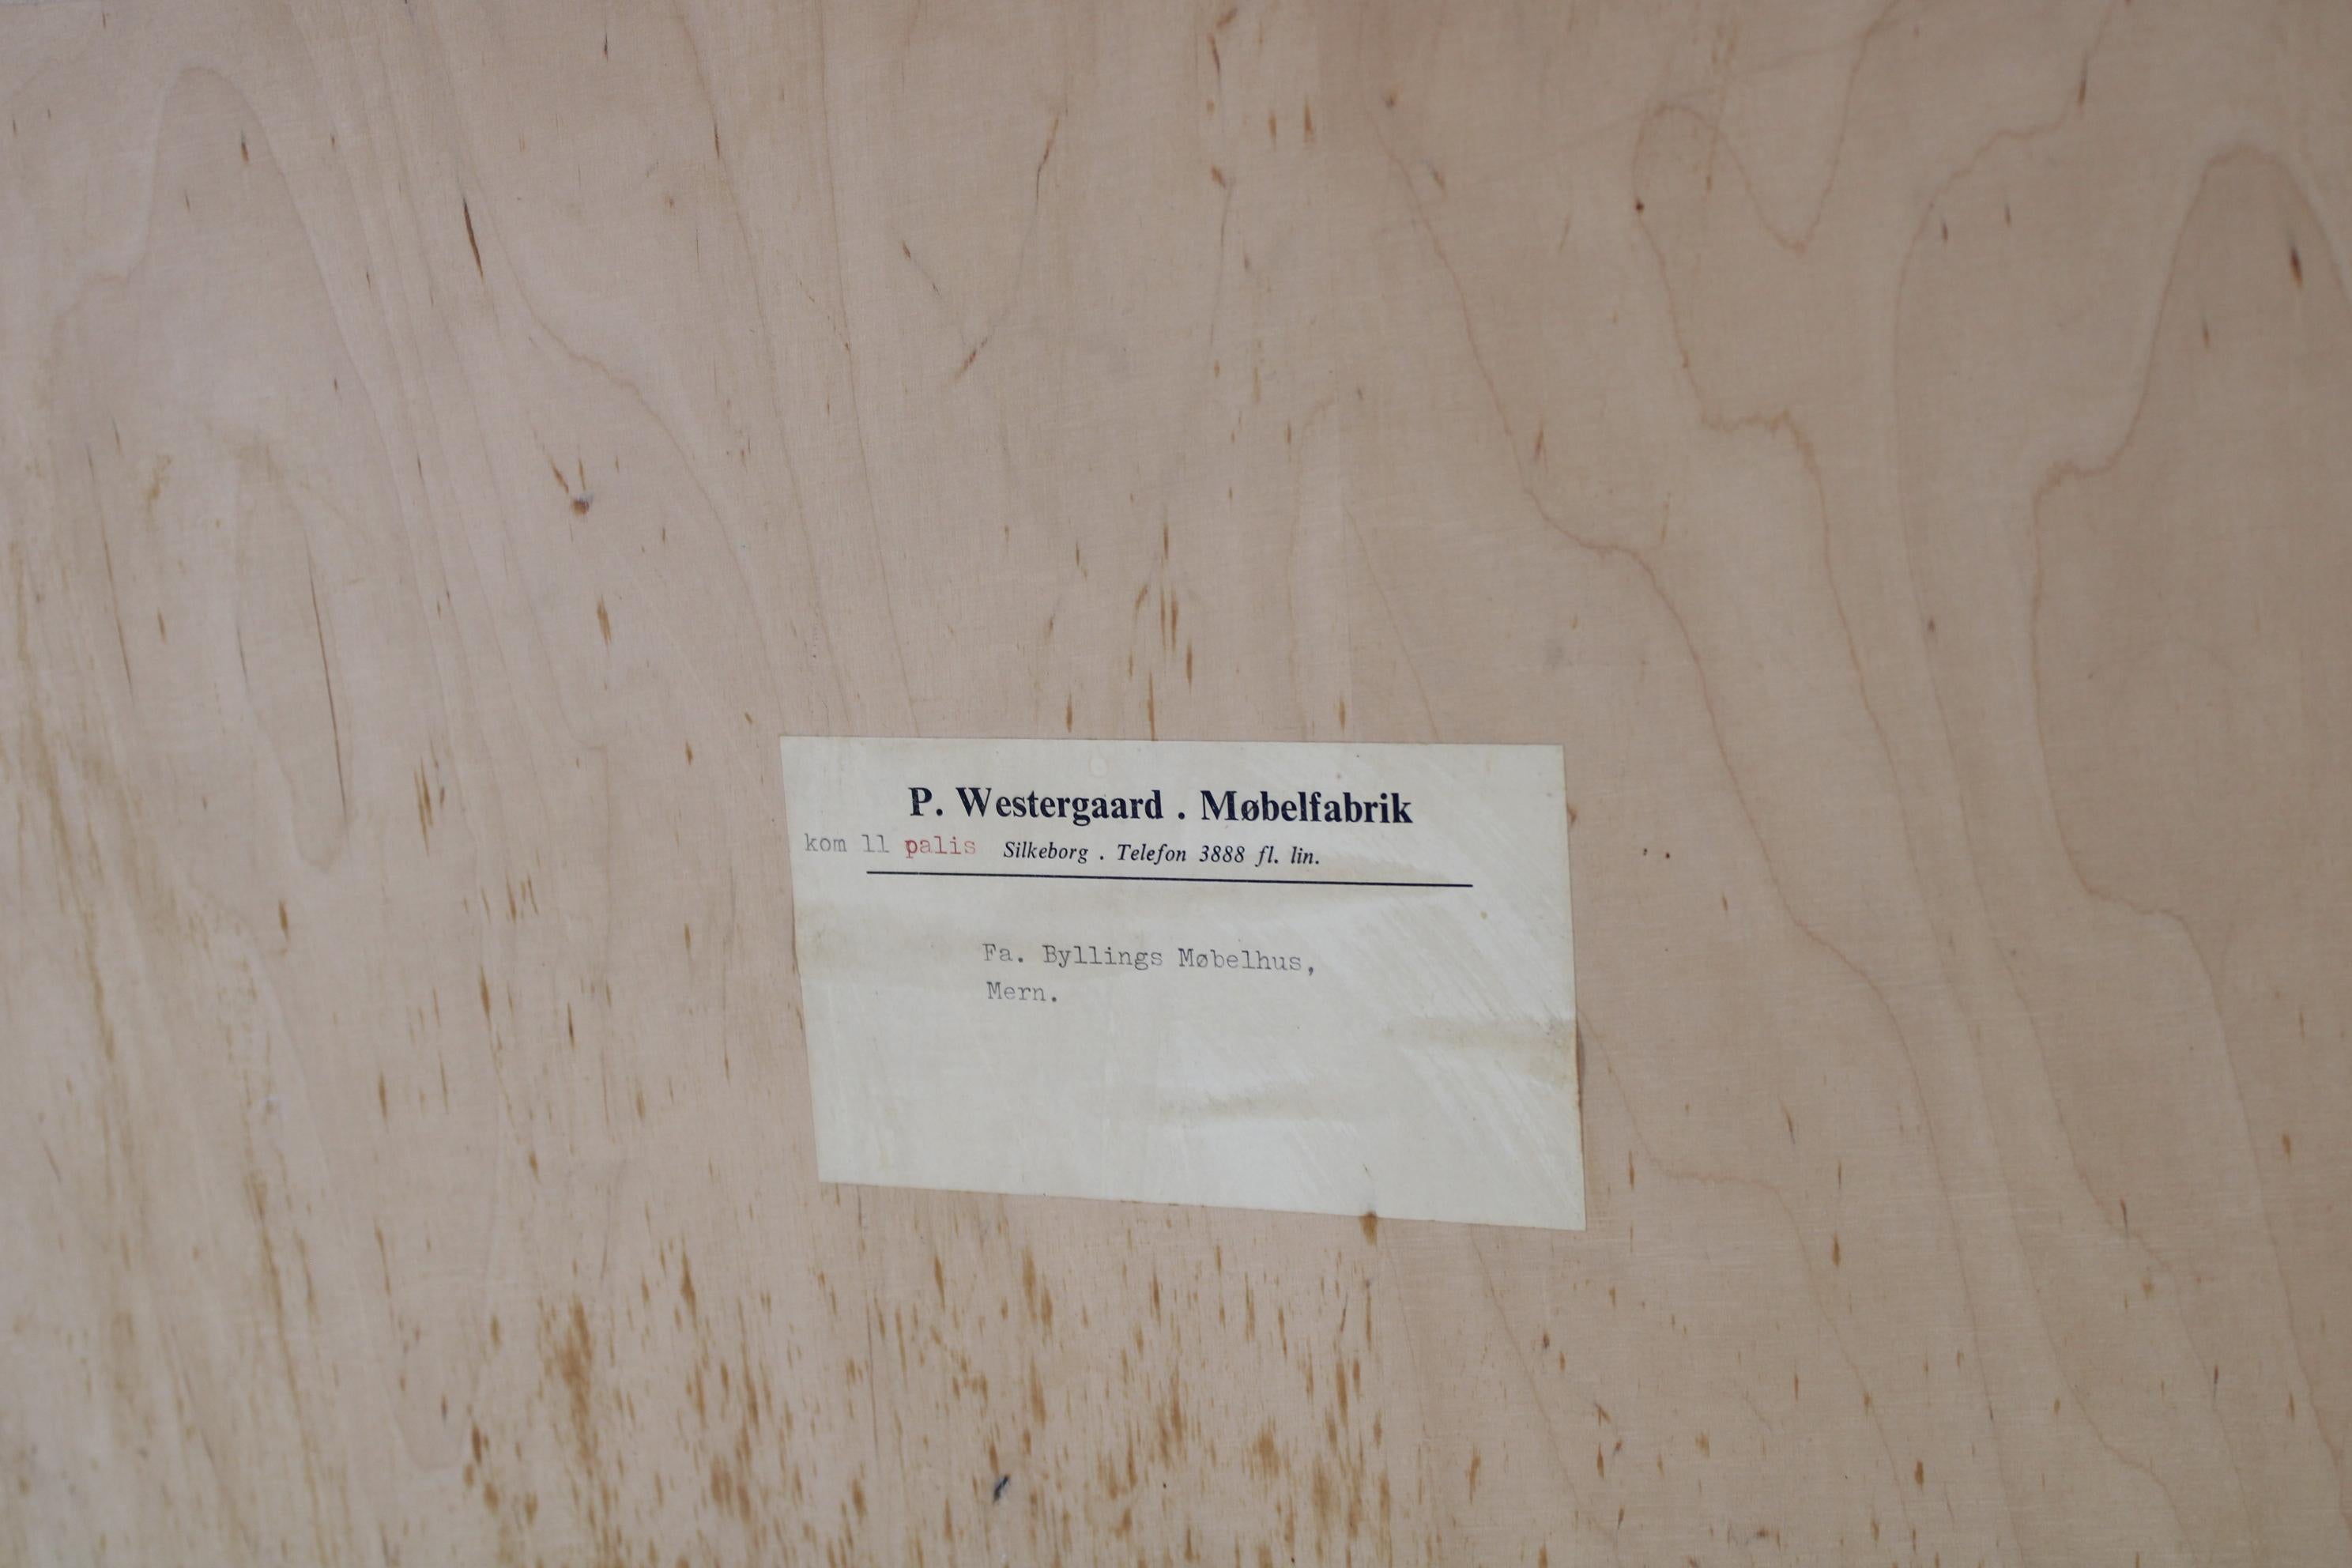 P. Westergaard . Møbelfabrik
kom 11 palis Silkeborg . Telefon 3888 fl. lin.
Fa. Byllings Møbelhus,
Mern.